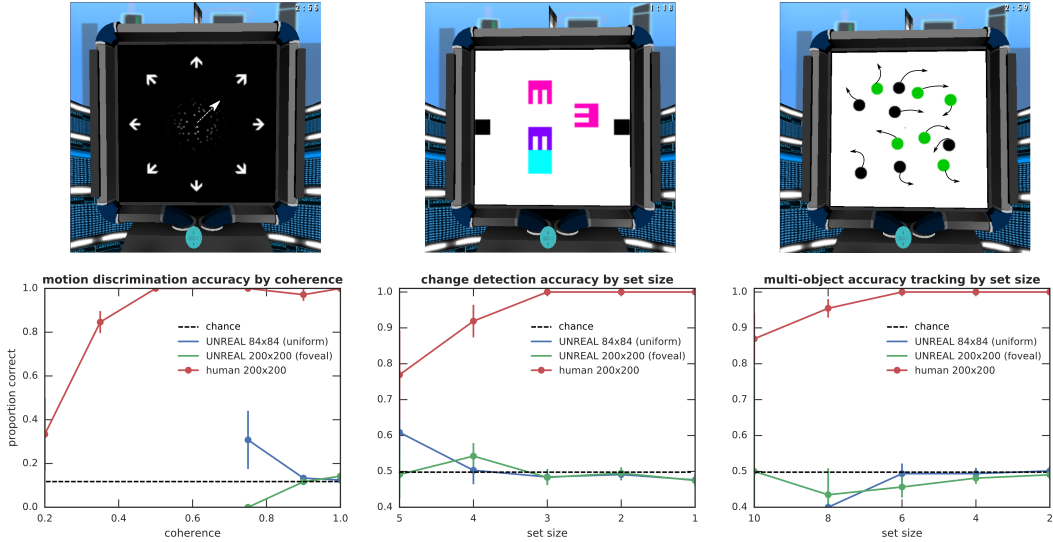 2:56
1:18
2:59
E
E
E
motion discrimination accuracy by coherence
change detection accuracy by set size
multi-object accuracy tracking by set size
proportion correct
1.0
0.8
0.6
0.4
0.2
0.0
0.2
0.4
0.6
0.8
1.0
coherence
chance
UNREAL 84x84 (uniform)
UNREAL 200x200 (foveal)
human 200x200
1.0
0.9
0.8
0.7
0.6
0.5
0.4
5
4
3
2
1
set size
chance
UNREAL 84x84 (uniform)
UNREAL 200x200 (foveal)
human 200x200
1.0
0.9
0.8
0.7
0.6
0.5
0.4
10
8
6
4
2
set size
chance
UNREAL 84x84 (uniform)
UNREAL 200x200 (foveal)
human 200x200